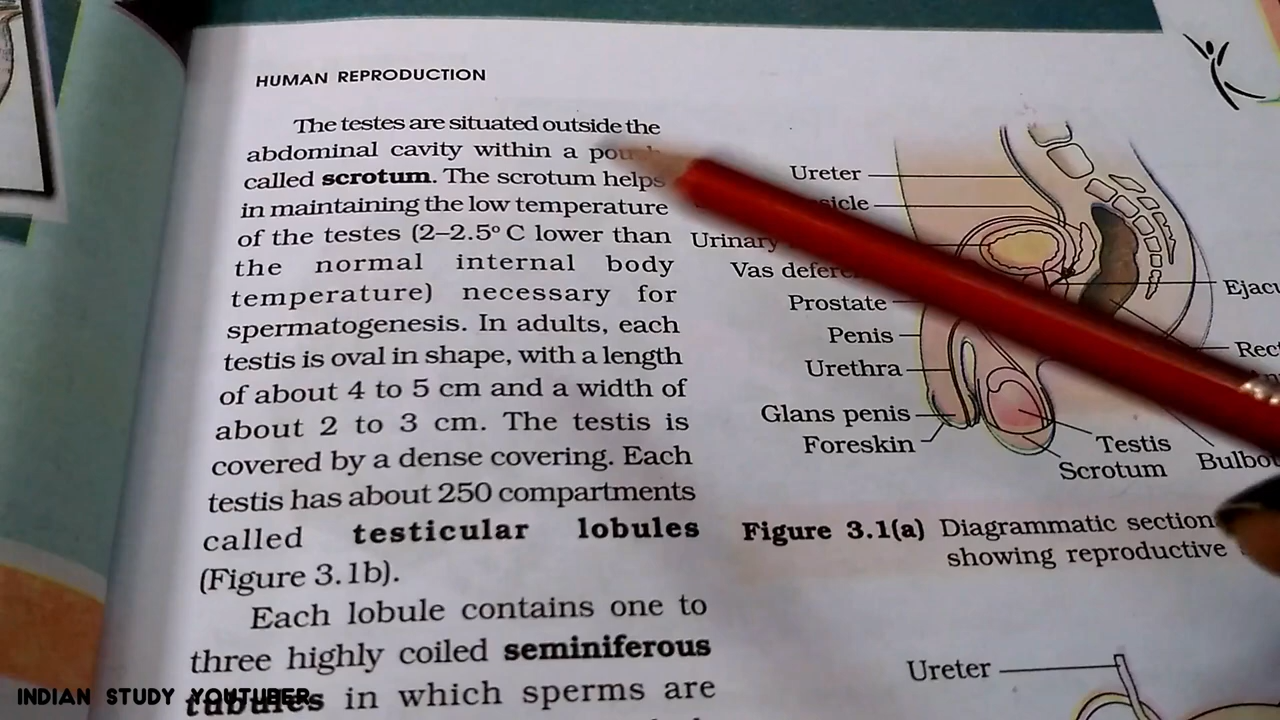 HUMAN REPRODUCTION
The testes are situated outside the
abdominal cavity within a
called scrotum. The scrotum helps
in maintaining the low temperature
of the testes (2–2.5° C lower than
the normal internal body
temperature) necessary for
spermatogenesis. In adults, each
testis is oval in shape, with a length
of about 4 to 5 cm and a width of
about 2 to 3 cm. The testis is
covered by a dense covering. Each
testis has about 250 compartments
called testicular lobules
(Figure 3.1b).
Each lobule contains one to
three highly coiled seminiferous
tubules in which sperms are
Ureter
Urinary
Vas
Prostate
Penis
Urethra
Glans penis
Foreskin
Testis
Scrotum
Figure 3.1(a) Diagrammatic section
showing reproductive
Ureter
INDIAN STUDY YOUTUBER